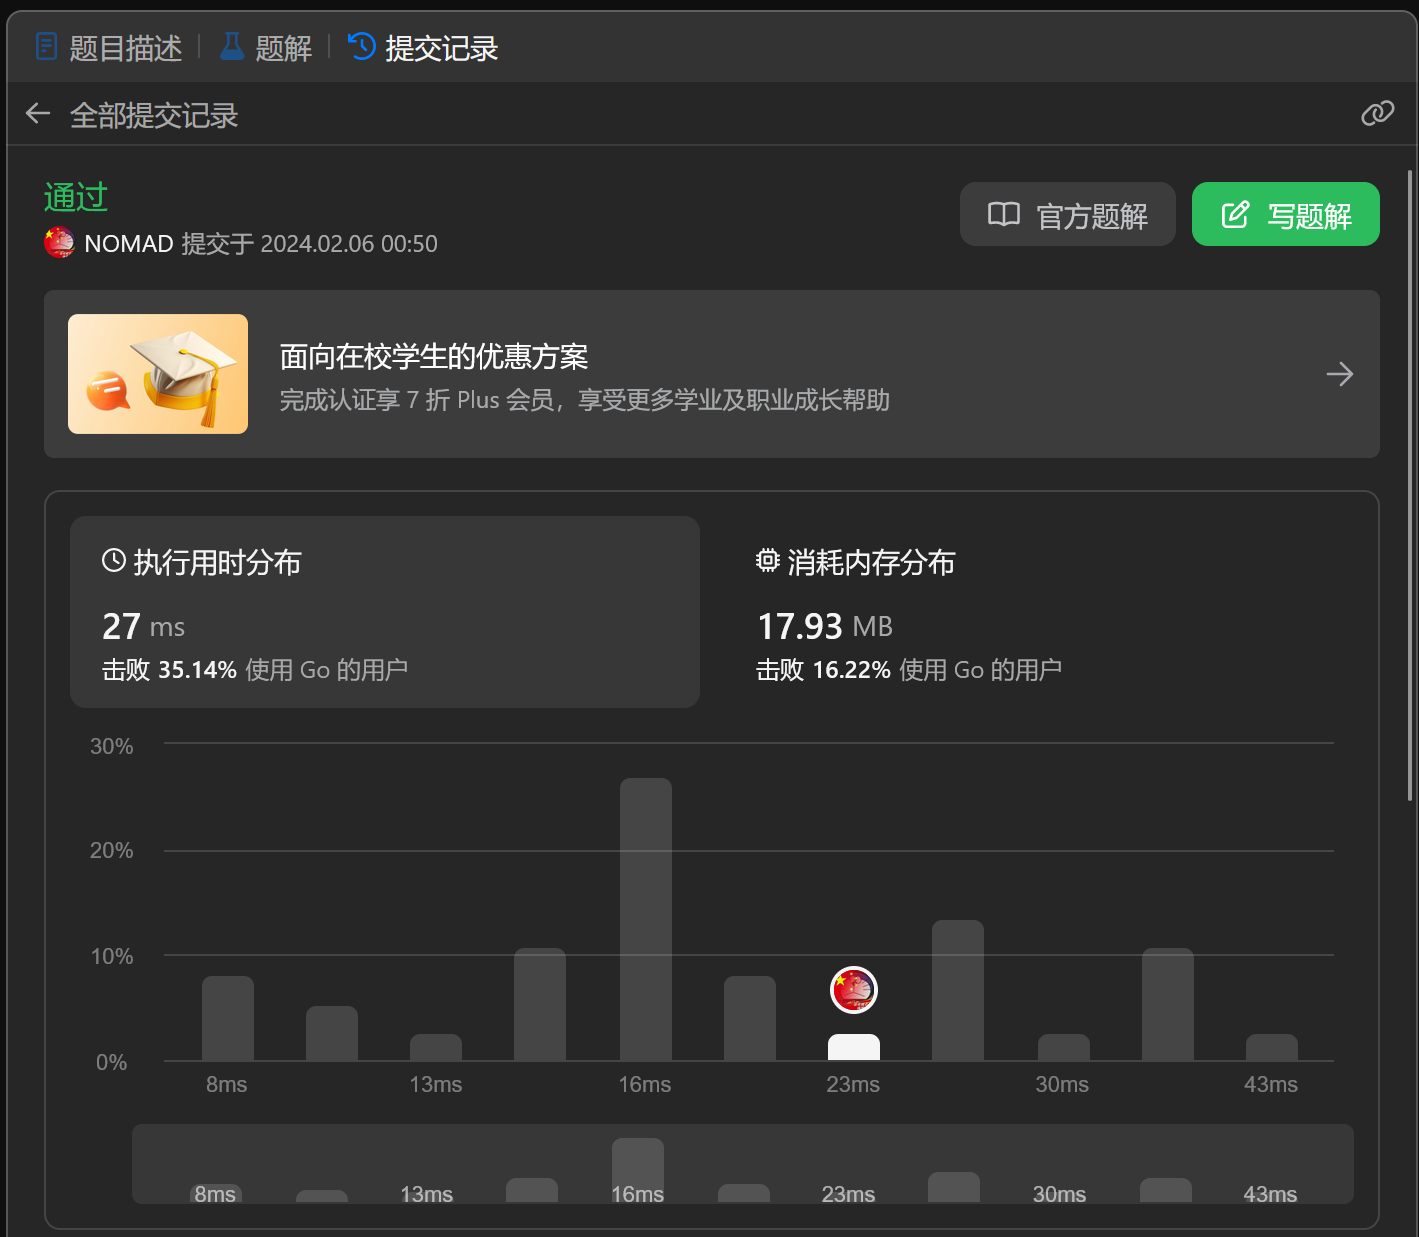 题目描述 题解 提交记录
全部提交记录
通过
NOMAD 提交于 2024.02.06 00:50
官方题解
写题解
面向在校学生的优惠方案
完成认证享 7 折 Plus 会员，享受更多学业及职业成长帮助
执行用时分布
27 ms
击败 35.14% 使用 Go 的用户
消耗内存分布
17.93 MB
击败 16.22% 使用 Go 的用户
30%
20%
10%
0%
8ms 13ms 16ms 23ms 30ms 43ms
8ms 13ms 16ms 23ms 30ms 43ms